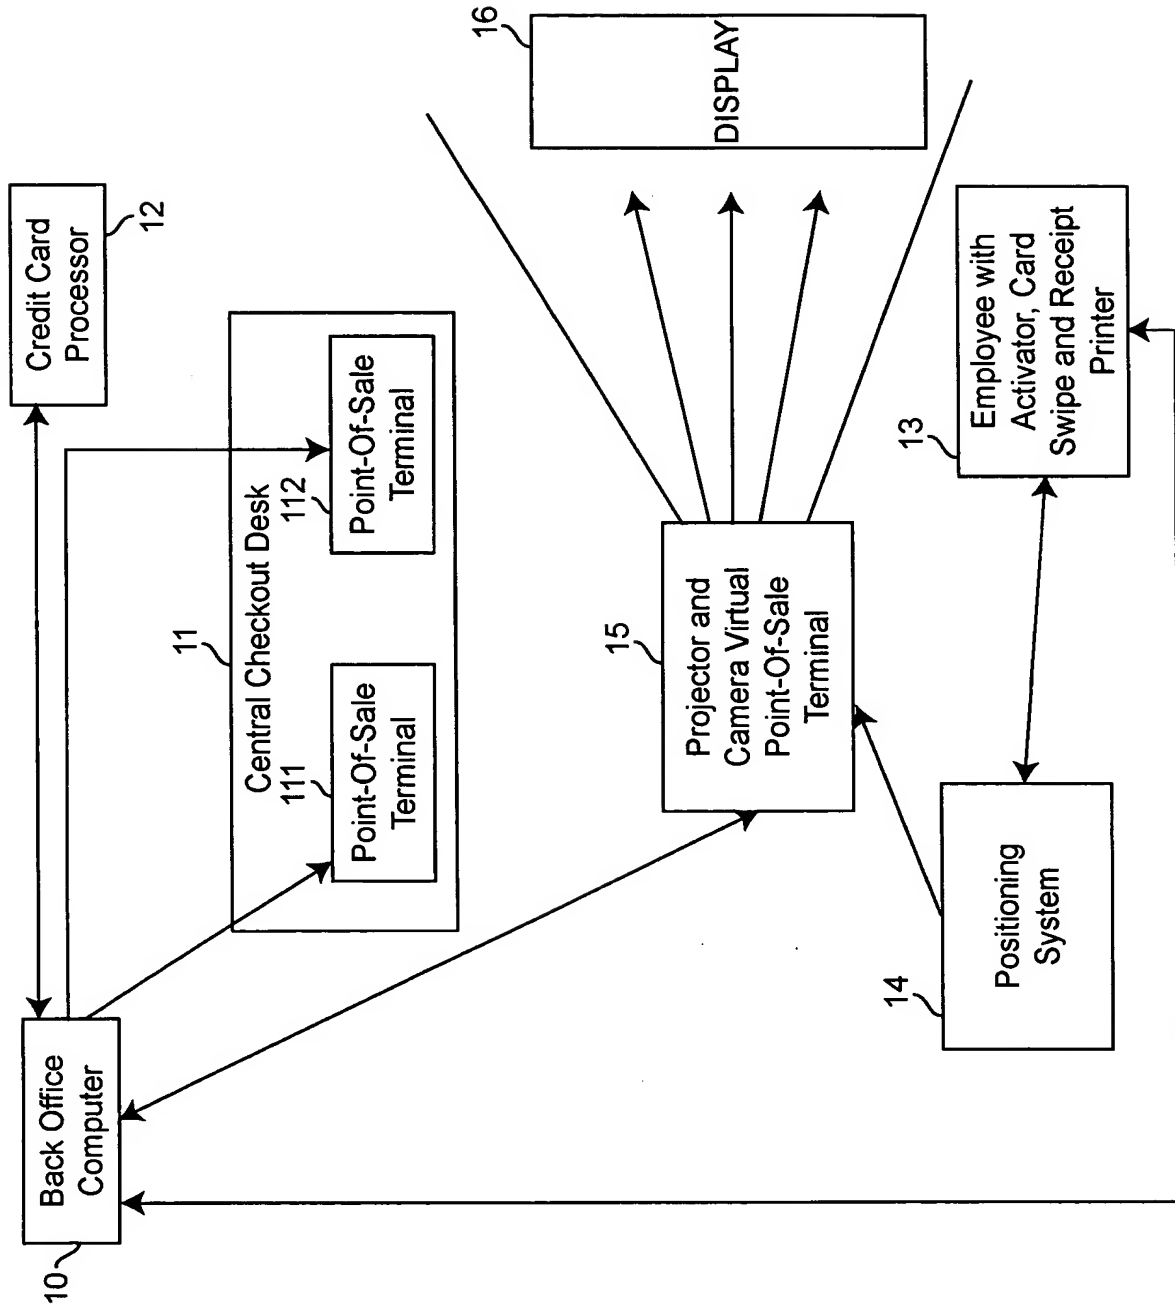 10
Back Office
Computer
Credit Card
Processor
12
11
Central Checkout Desk
111
Point-Of-Sale
Terminal
112
Point-Of-Sale
Terminal
15
Projector and
Camera Virtual
Point-Of-Sale
Terminal
16
DISPLAY
14
Positioning
System
13
Employee with
Activator, Card
Swipe and Receipt
Printer